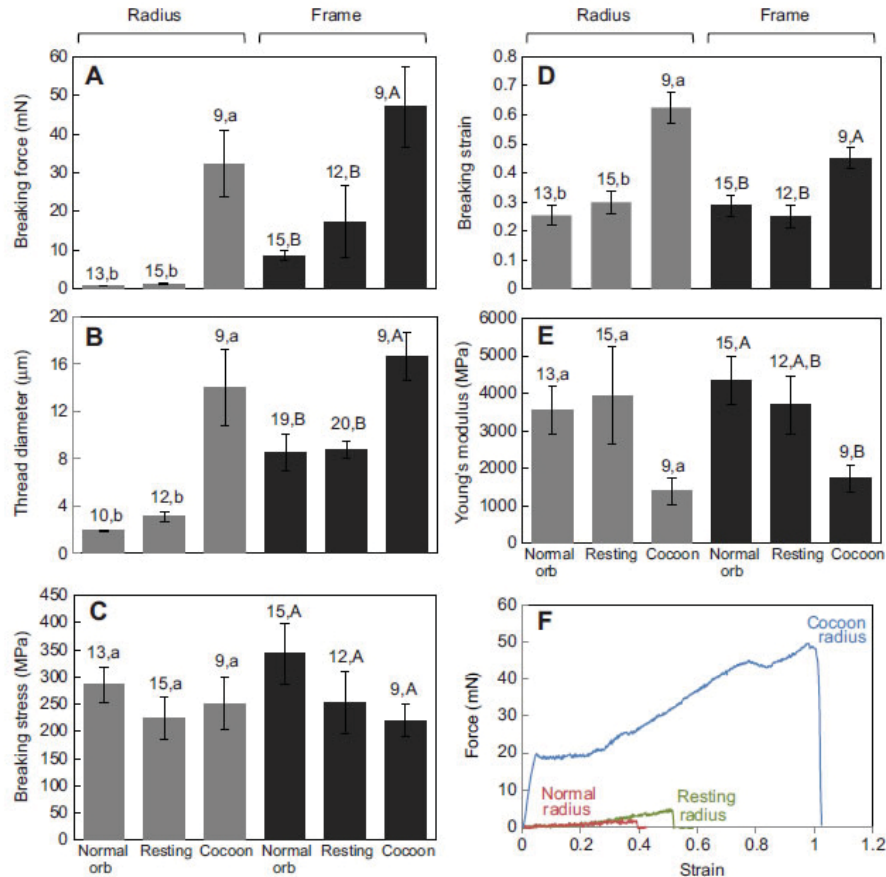 Radius Frame Radius Frame
A
Breaking force (mN)
60
50
40
30
20
10
0
13,b
15,b
9,a
15,B
12,B
9,A
D
Breaking strain
0.8
0.7
0.6
0.5
0.4
0.3
0.2
0.1
0
13,b
15,b
9,a
15,B
12,B
9,A
B
Thread diameter (µm)
20
16
12
8
4
0
10,b
12,b
9,a
19,B
20,B
9,A
E
Young's modulus (MPa)
6000
5000
4000
3000
2000
1000
0
13,a
15,a
9,a
15,A
12,A,B
9,B
Normal
orb
Resting
Cocoon
Normal
orb
Resting
Cocoon
C
Breaking stress (MPa)
450
400
350
300
250
200
150
100
50
0
13,a
15,a
9,a
15,A
12,A
9,A
Normal
orb
Resting
Cocoon
Normal
orb
Resting
Cocoon
F
Force (mN)
60
50
40
30
20
10
0
Cocoon
radius
Normal
radius
Resting
radius
0 0.2 0.4 0.6 0.8 1 1.2
Strain